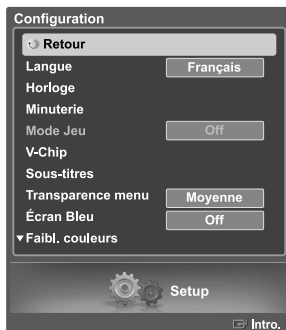 Configuration
Retour
Langue Français
Horloge
Minuterie
Mode Jeu Off
V-Chip
Sous-titres
Transparence menu Moyenne
Écran Bleu Off
▼Faibl. couleurs
Setup
Intro.